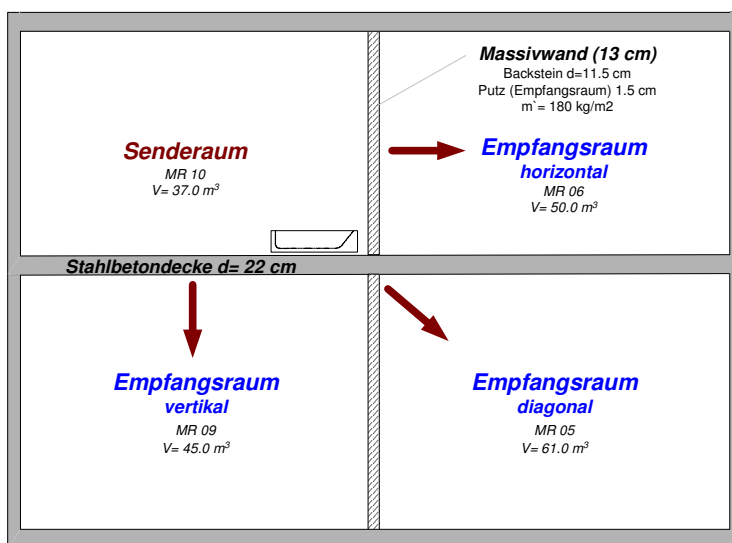 Massivwand (13 cm)
Backstein d=11.5 cm
Putz (Empfangsraum) 1.5 cm
m`= 180 kg/m2
Senderaum
MR 10
V= 37.0 m³
Empfangsraum
horizontal
MR 06
V= 50.0 m³
Stahlbetondecke d= 22 cm
Empfangsraum
vertikal
MR 09
V= 45.0 m³
Empfangsraum
diagonal
MR 05
V= 61.0 m³